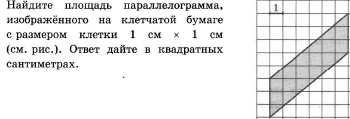 Найдите площадь параллелограмма,
изображённого на клетчатой бумаге
с размером клетки 1 см × 1 см
(см. рис.). Ответ дайте в квадратных
сантиметрах.
1